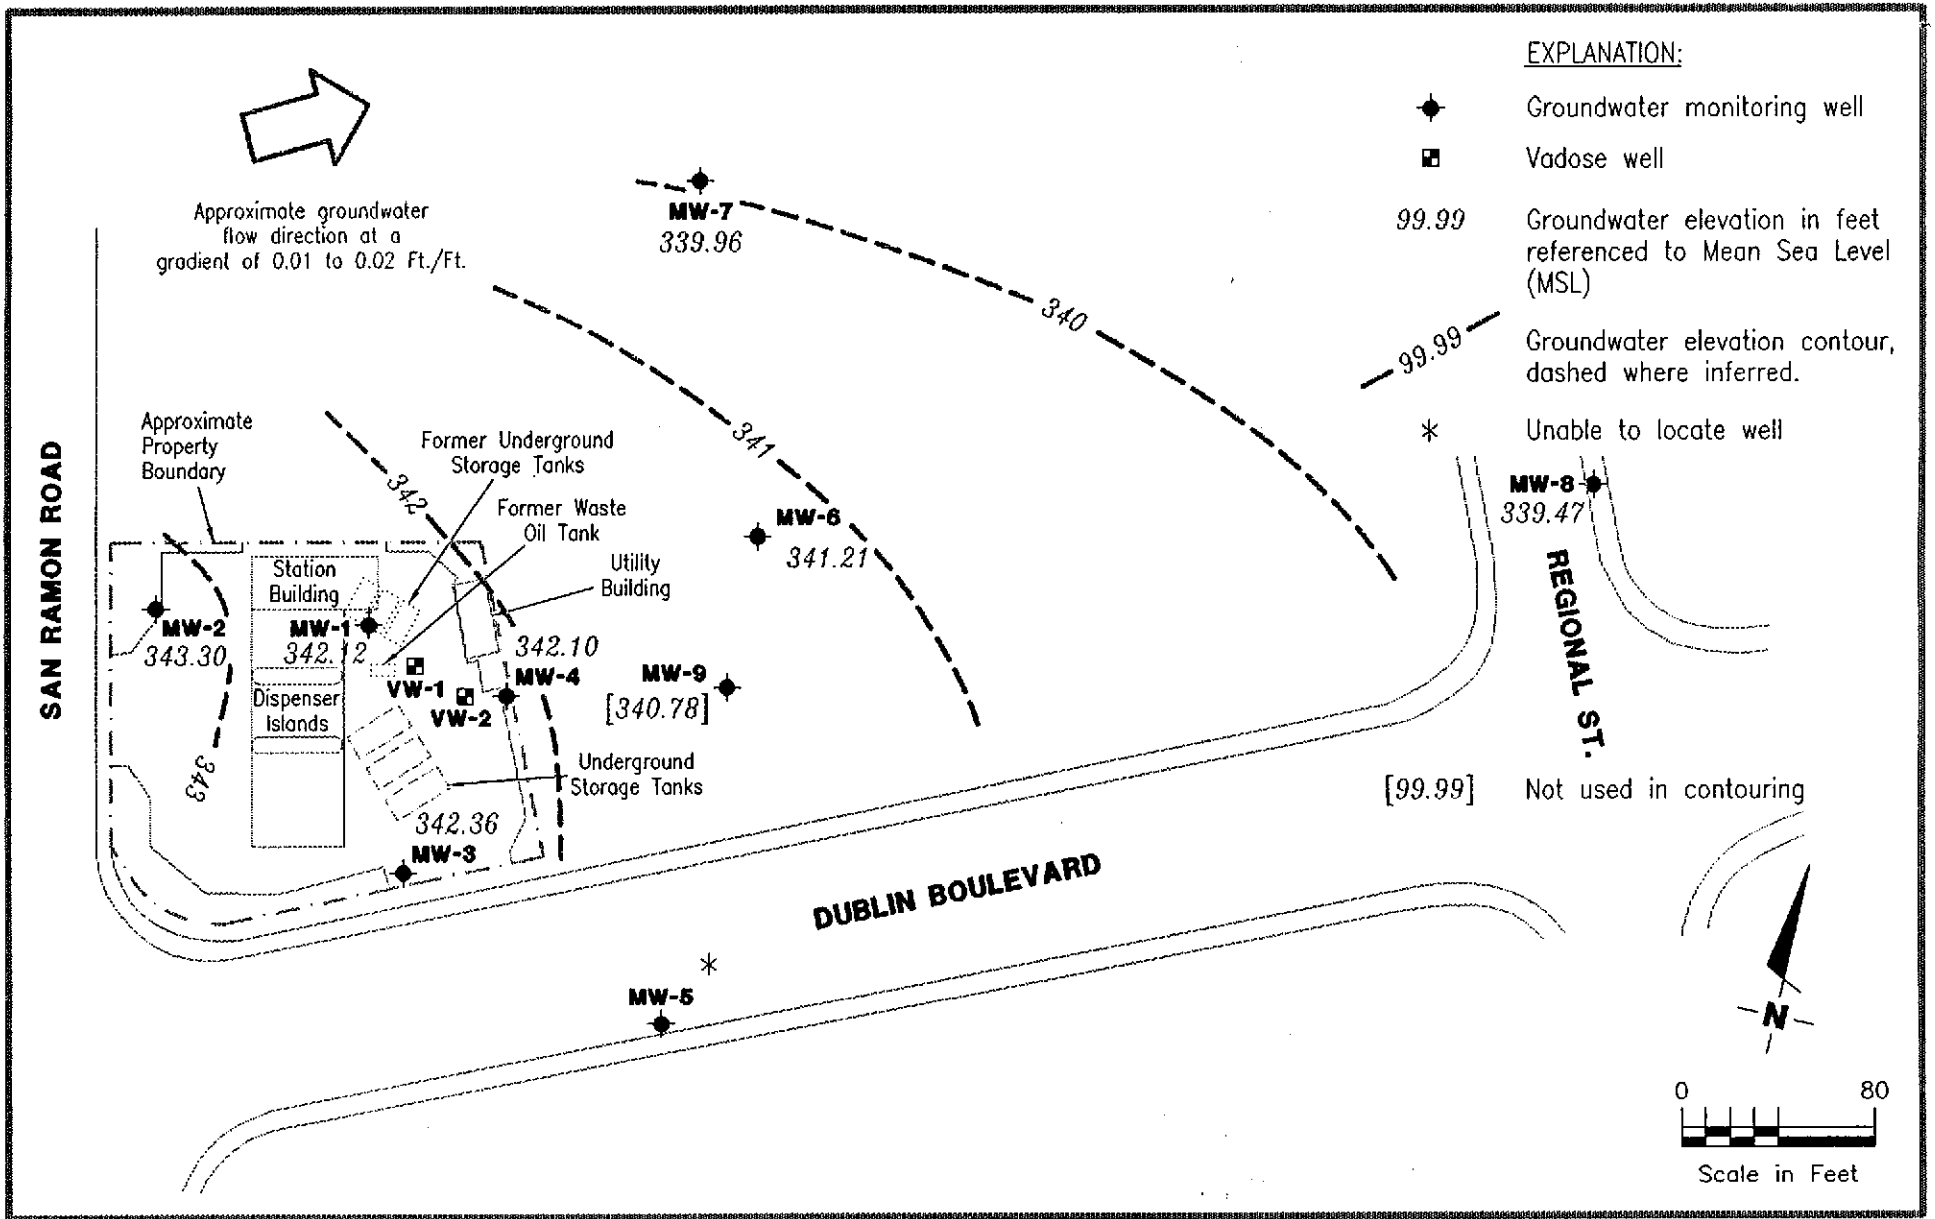 EXPLANATION:
Groundwater monitoring well
Vadose well
99.99
Groundwater elevation in feet
referenced to Mean Sea Level
(MSL)
99.99
Groundwater elevation contour,
dashed where inferred.
*
Unable to locate well
[99.99]
Not used in contouring
Approximate groundwater
flow direction at a
gradient of 0.01 to 0.02 Ft./Ft.
MW-7
339.96
340
341
342
343
Approximate
Property
Boundary
Former Underground
Storage Tanks
Former Waste
Oil Tank
Utility
Building
Station
Building
MW-6
341.21
MW-8
339.47
MW-2
343.30
MW-1
342.12
342.10
MW-4
MW-9
[340.78]
VW-1
VW-2
Dispenser
Islands
Underground
Storage Tanks
342.36
MW-3
*
MW-5
SAN RAMON ROAD
DUBLIN BOULEVARD
REGIONAL ST.
N
0 80
Scale in Feet